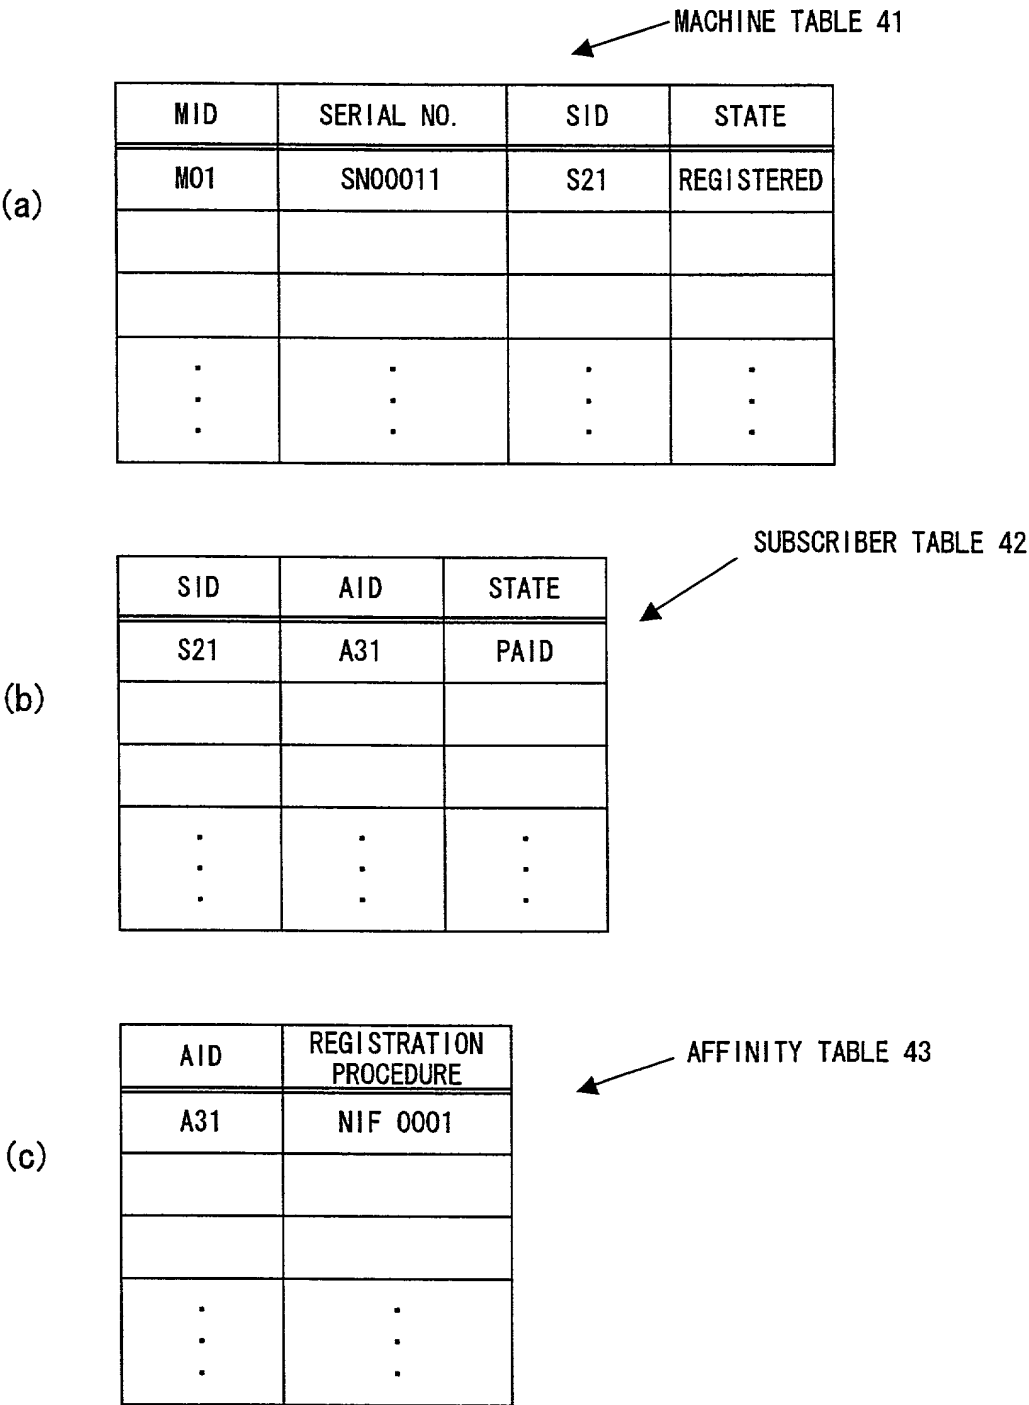 MACHINE TABLE 41
MID SERIAL NO. SID STATE
(a)
M01 SN00011 S21 REGISTERED
SUBSCRIBER TABLE 42
SID AID STATE
S21 A31 PAID
(b)
AFFINITY TABLE 43
AID REGISTRATION
PROCEDURE
A31 NIF 0001
(c)